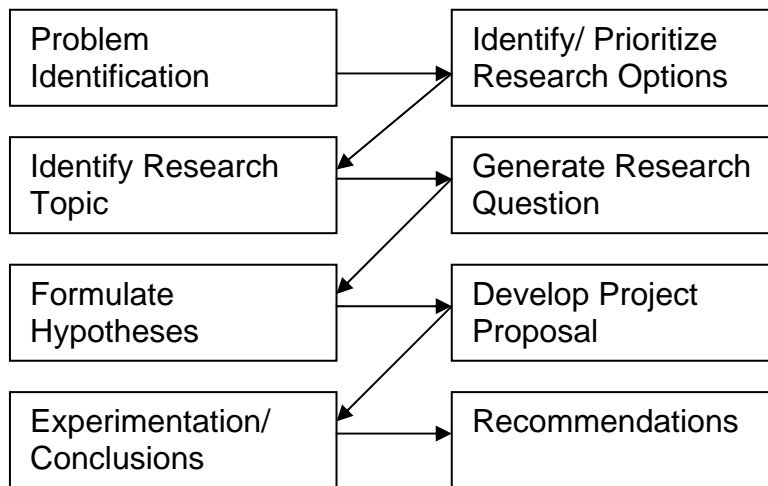 Problem
Identification
Identify/ Prioritize
Research Options
Identify Research
Topic
Generate Research
Question
Formulate
Hypotheses
Develop Project
Proposal
Experimentation/
Conclusions
Recommendations